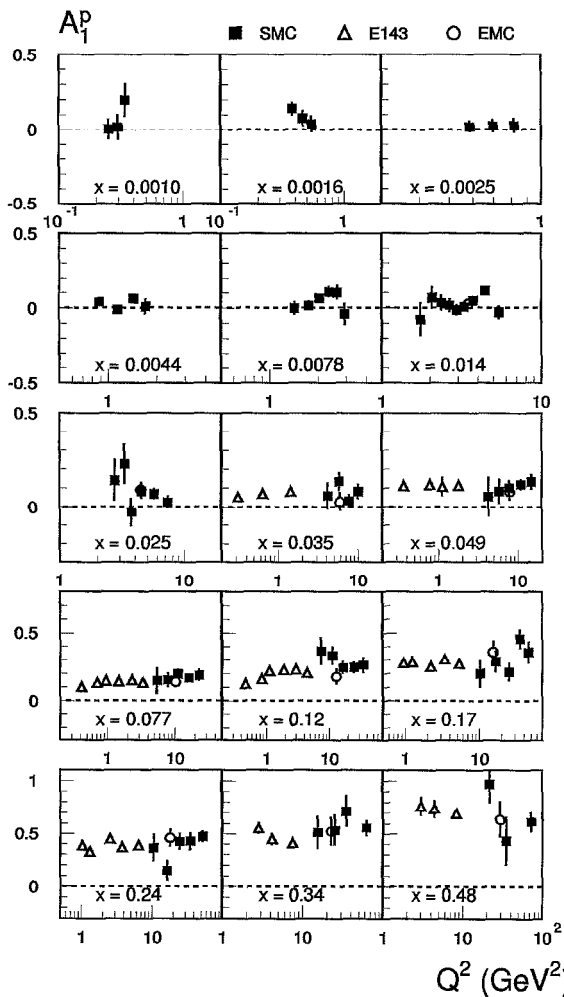 A₁ᵖ
■ SMC △ E143 ○ EMC
0.5
0
-0.5
x = 0.0010 x = 0.0016 x = 0.0025
10⁻¹ 1 10⁻¹ 1 1
0.5
0
-0.5
x = 0.0044 x = 0.0078 x = 0.014
1 1 1 10
1
0.5
0
x = 0.025 x = 0.035 x = 0.049
1 10 1 10 1 10
0.5
0
x = 0.077 x = 0.12 x = 0.17
1 10 1 10 1 10
1
0.5
0
x = 0.24 x = 0.34 x = 0.48
1 10 1 10 1 10 10²
Q² (GeV²)